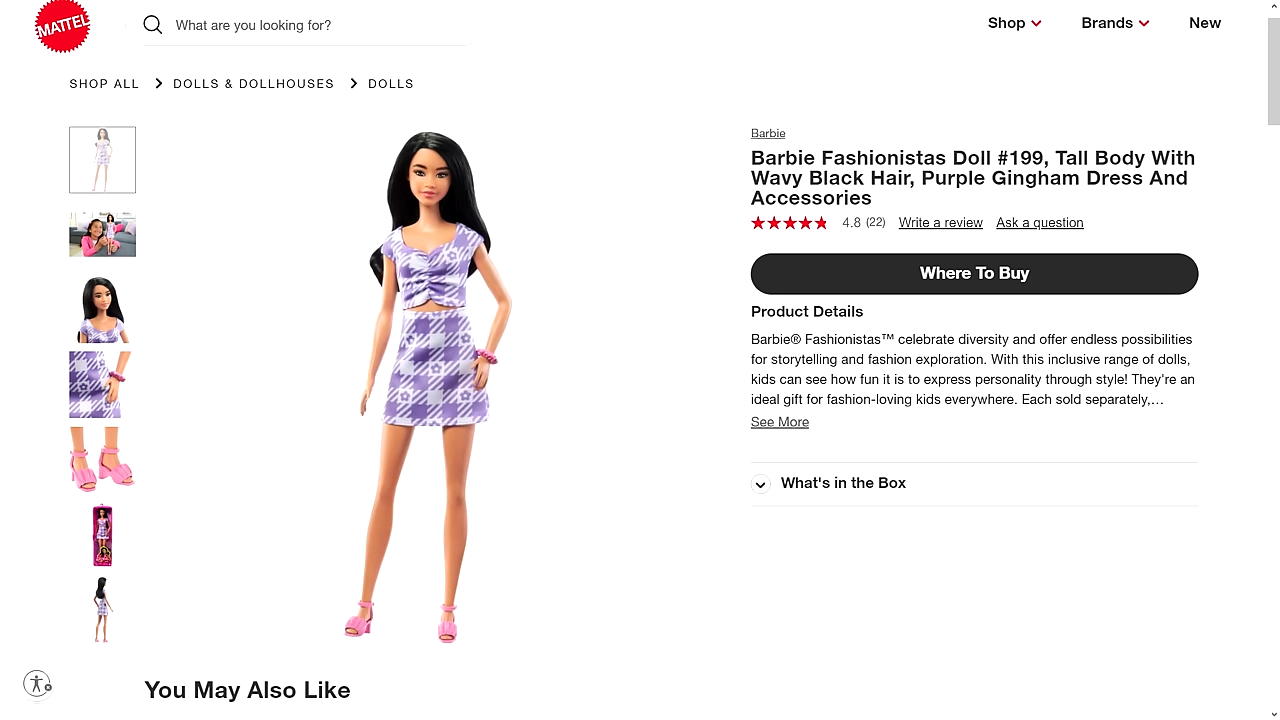 MATTEL
What are you looking for?
Shop
Brands
New
SHOP ALL
DOLLS & DOLLHOUSES
DOLLS
Barbie
Barbie Fashionistas Doll #199, Tall Body With
Wavy Black Hair, Purple Gingham Dress And
Accessories
4.8 (22) Write a review Ask a question
Where To Buy
Product Details
Barbie® Fashionistas™ celebrate diversity and offer endless possibilities
for storytelling and fashion exploration. With this inclusive range of dolls,
kids can see how fun it is to express personality through style! They're an
ideal gift for fashion-loving kids everywhere. Each sold separately,…
See More
What's in the Box
You May Also Like